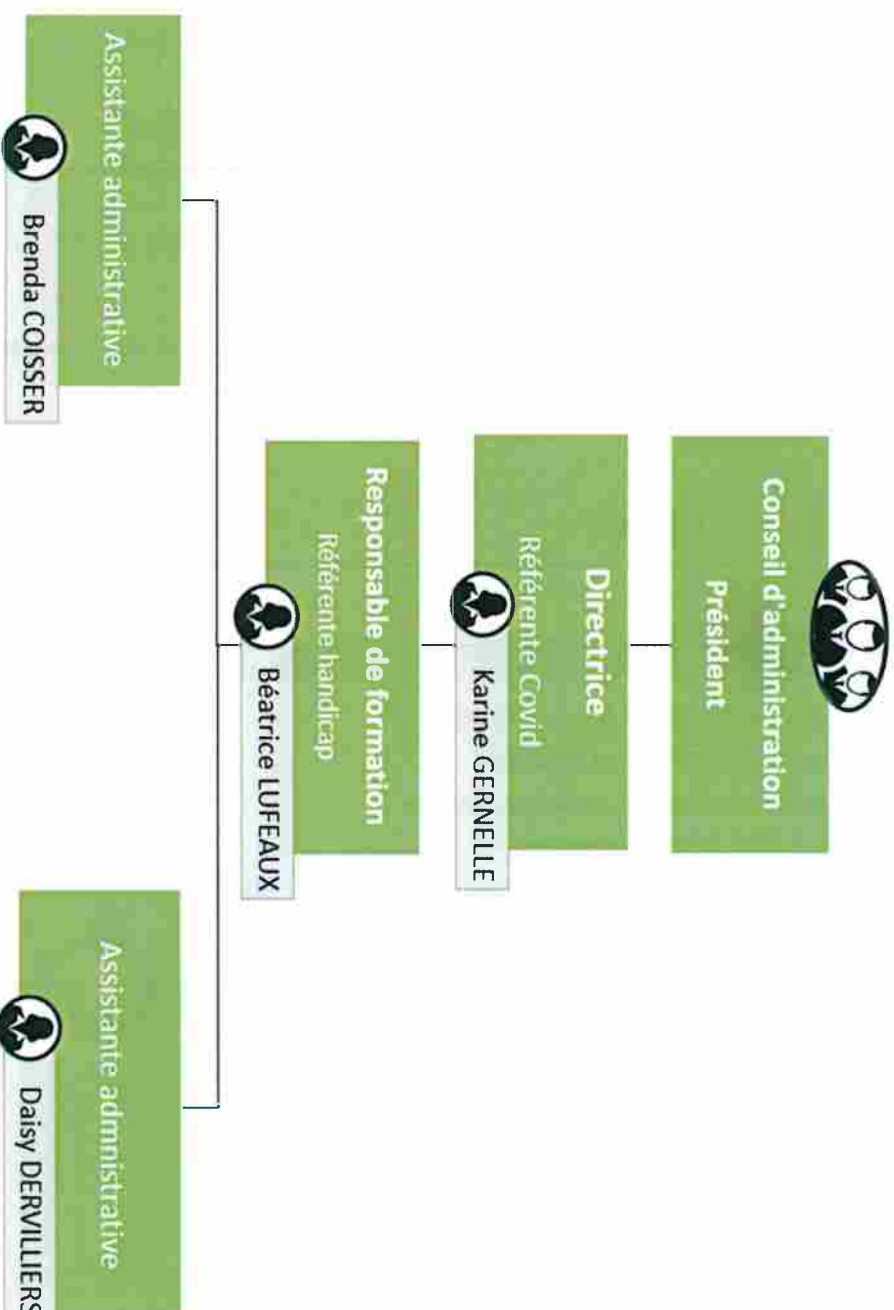 Conseil d'administration
Président
Directrice
Référente Covid
Karine GERNELLE
Responsable de formation
Référente handicap
Béatrice LUFEAUX
Assistante administrative
Brenda COISSER
Assistante admnistrative
Daisy DERVILLIERS